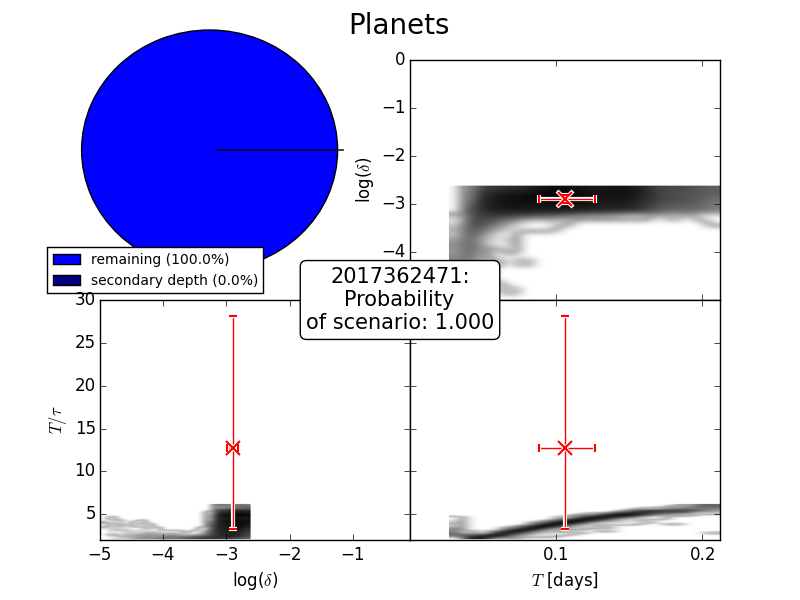 Planets
remaining (100.0%)
secondary depth (0.0%)
0
−1
−2
−3
−4
log(δ)
2017362471:
Probability
of scenario: 1.000
30
25
20
15
10
5
T/τ
−5
−4
−3
−2
−1
log(δ)
0.1
0.2
T [days]